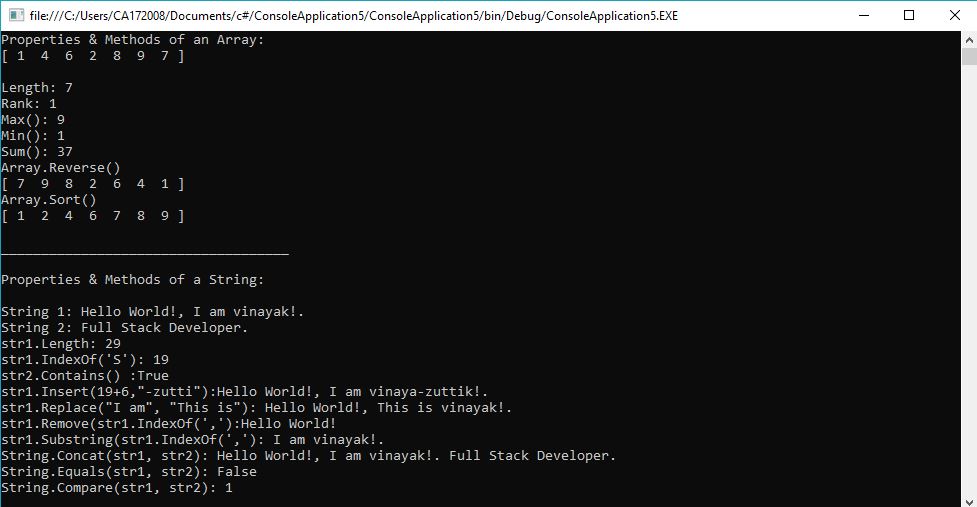 file:///C:/Users/CA172008/Documents/c#/ConsoleApplication5/ConsoleApplication5/bin/Debug/ConsoleApplication5.EXE
Properties & Methods of an Array:
[ 1  4  6  2  8  9  7 ]
Length: 7
Rank: 1
Max(): 9
Min(): 1
Sum(): 37
Array.Reverse()
[ 7  9  8  2  6  4  1 ]
Array.Sort()
[ 1  2  4  6  7  8  9 ]
____________________________________
Properties & Methods of a String:
String 1: Hello World!, I am vinayak!.
String 2: Full Stack Developer.
str1.Length: 29
str1.IndexOf('S'): 19
str2.Contains() :True
str1.Insert(19+6,"-zutti"):Hello World!, I am vinaya-zuttik!.
str1.Replace("I am", "This is"): Hello World!, This is vinayak!.
str1.Remove(str1.IndexOf(','):Hello World!
str1.Substring(str1.IndexOf(','): I am vinayak!.
String.Concat(str1, str2): Hello World!, I am vinayak!. Full Stack Developer.
String.Equals(str1, str2): False
String.Compare(str1, str2): 1